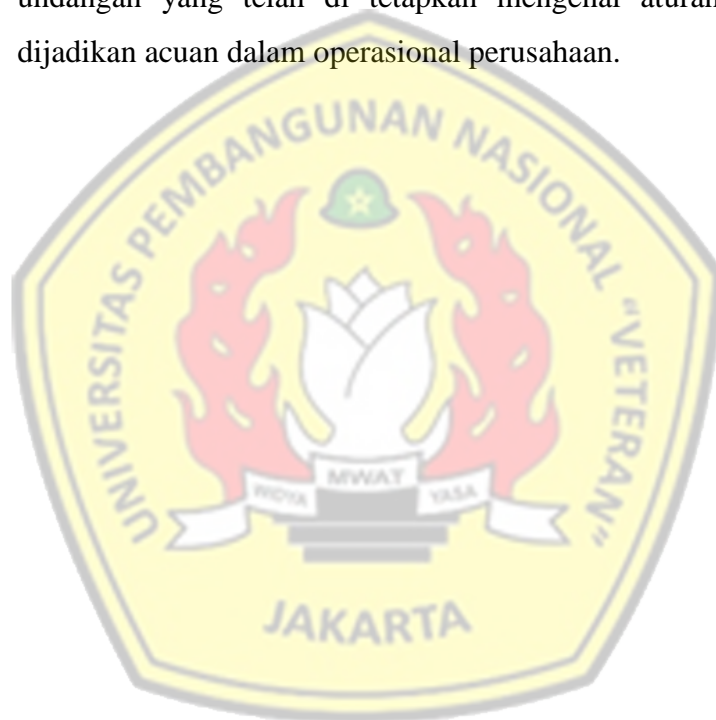 undangan yang telah di tetapkan mengenai aturan
dijadikan acuan dalam operasional perusahaan.
UNIVERSITAS PEMBANGUNAN NASIONAL "VETERAN"
WIDYA MWAT YASA
JAKARTA